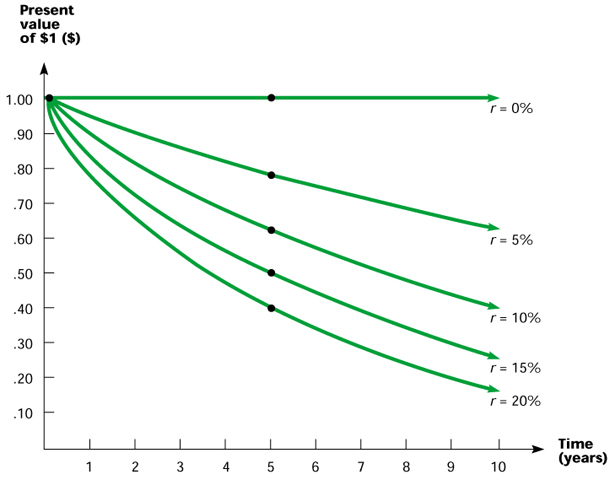 Present
value
of $1 ($)
1.00
.90
.80
.70
.60
.50
.40
.30
.20
.10
r = 0%
r = 5%
r = 10%
r = 15%
r = 20%
1 2 3 4 5 6 7 8 9 10
Time
(years)